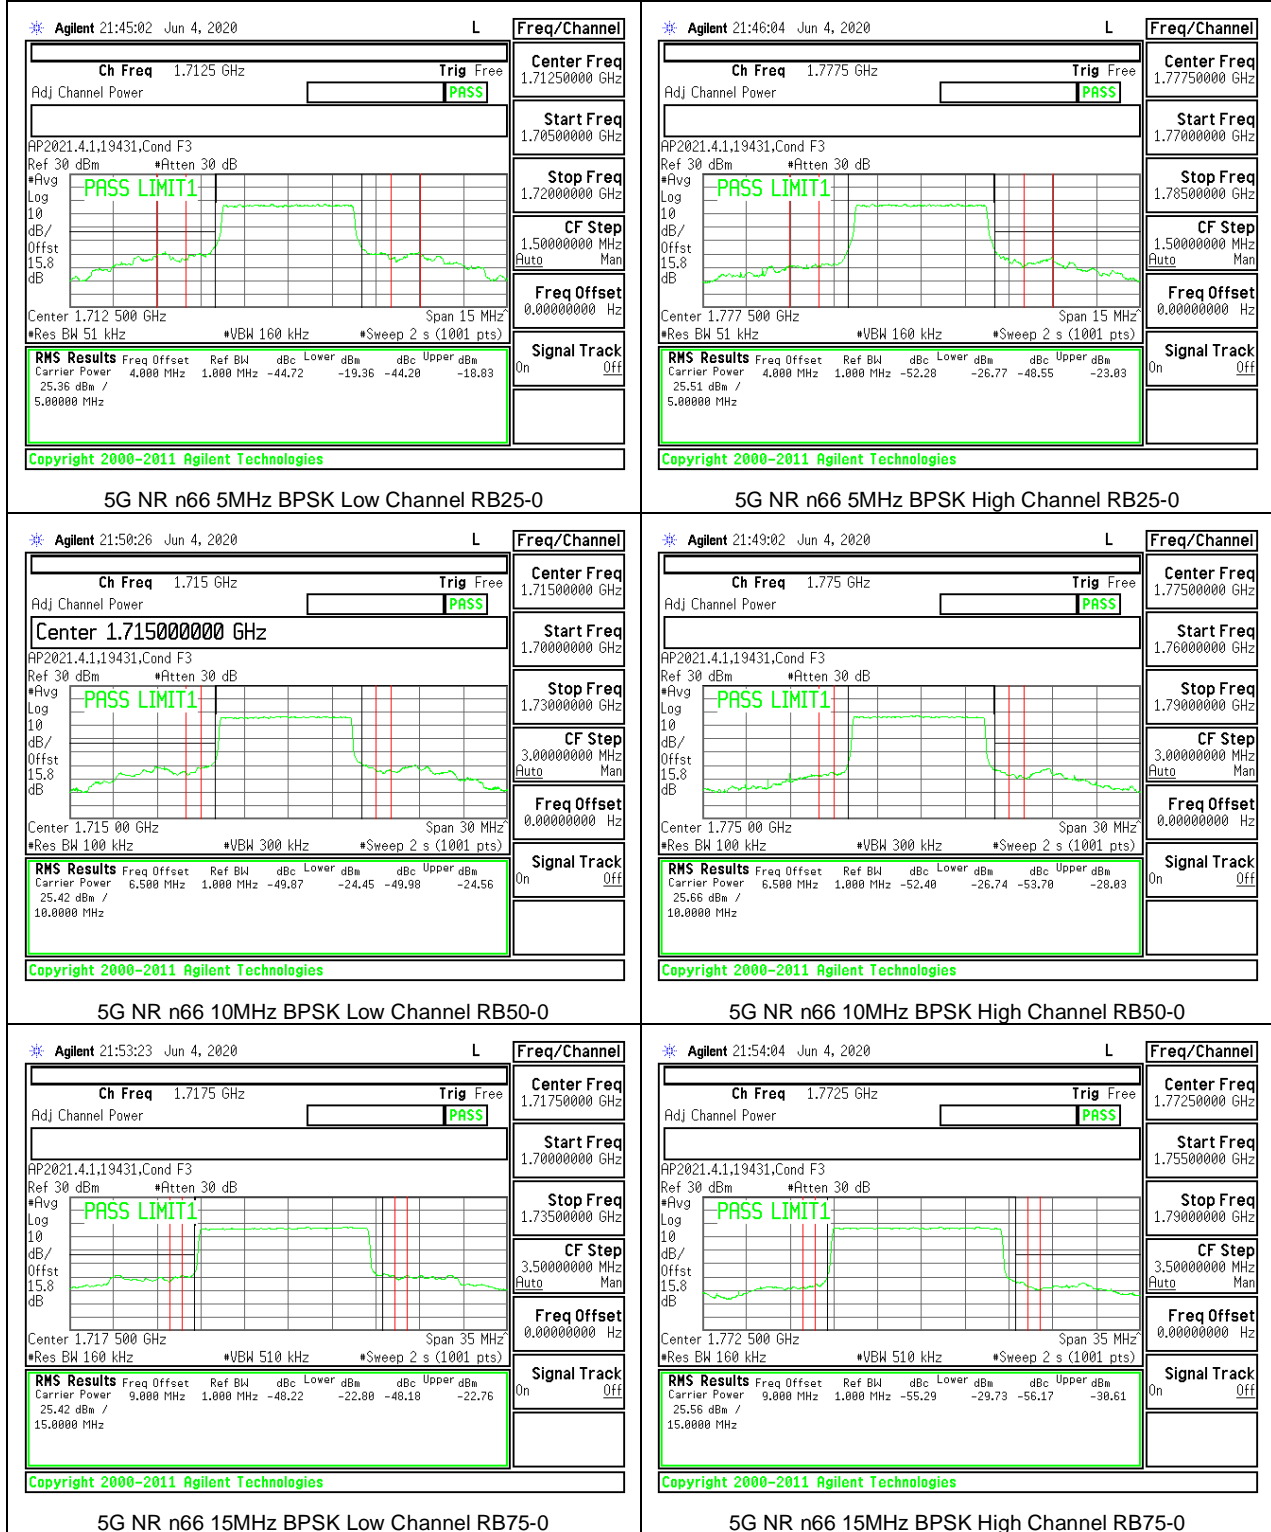 Agilent 21:45:02 Jun 4, 2020 L Freq/Channel
Ch Freq 1.7125 GHz Trig Free
Adj Channel Power PASS
AP2021.4.1,19431,Cond F3
Ref 30 dBm #Atten 30 dB
#Avg
Log
10
dB/
Offst
15.8
dB
PASS LIMIT1
Center 1.712 500 GHz Span 15 MHz^
#Res BW 51 kHz #VBW 160 kHz #Sweep 2 s (1001 pts)
RMS Results Freq Offset Ref BW dBc Lower dBm dBc Upper dBm
Carrier Power 4.000 MHz 1.000 MHz -44.72 -19.36 -44.20 -18.83
25.36 dBm /
5.00000 MHz
Copyright 2000-2011 Agilent Technologies
Center Freq
1.71250000 GHz
Start Freq
1.70500000 GHz
Stop Freq
1.72000000 GHz
CF Step
1.50000000 MHz
Auto Man
Freq Offset
0.00000000 Hz
Signal Track
On Off
5G NR n66 5MHz BPSK Low Channel RB25-0
Agilent 21:46:04 Jun 4, 2020 L Freq/Channel
Ch Freq 1.7775 GHz Trig Free
Adj Channel Power PASS
AP2021.4.1,19431,Cond F3
Ref 30 dBm #Atten 30 dB
#Avg
Log
10
dB/
Offst
15.8
dB
PASS LIMIT1
Center 1.777 500 GHz Span 15 MHz^
#Res BW 51 kHz #VBW 160 kHz #Sweep 2 s (1001 pts)
RMS Results Freq Offset Ref BW dBc Lower dBm dBc Upper dBm
Carrier Power 4.000 MHz 1.000 MHz -52.28 -26.77 -48.55 -23.03
25.51 dBm /
5.00000 MHz
Copyright 2000-2011 Agilent Technologies
Center Freq
1.77750000 GHz
Start Freq
1.77000000 GHz
Stop Freq
1.78500000 GHz
CF Step
1.50000000 MHz
Auto Man
Freq Offset
0.00000000 Hz
Signal Track
On Off
5G NR n66 5MHz BPSK High Channel RB25-0
Agilent 21:50:26 Jun 4, 2020 L Freq/Channel
Ch Freq 1.715 GHz Trig Free
Adj Channel Power PASS
Center 1.715000000 GHz
AP2021.4.1,19431,Cond F3
Ref 30 dBm #Atten 30 dB
#Avg
Log
10
dB/
Offst
15.8
dB
PASS LIMIT1
Center 1.715 00 GHz Span 30 MHz^
#Res BW 100 kHz #VBW 300 kHz #Sweep 2 s (1001 pts)
RMS Results Freq Offset Ref BW dBc Lower dBm dBc Upper dBm
Carrier Power 6.500 MHz 1.000 MHz -49.87 -24.45 -49.98 -24.56
25.42 dBm /
10.0000 MHz
Copyright 2000-2011 Agilent Technologies
Center Freq
1.71500000 GHz
Start Freq
1.70000000 GHz
Stop Freq
1.73000000 GHz
CF Step
3.00000000 MHz
Auto Man
Freq Offset
0.00000000 Hz
Signal Track
On Off
5G NR n66 10MHz BPSK Low Channel RB50-0
Agilent 21:49:02 Jun 4, 2020 L Freq/Channel
Ch Freq 1.775 GHz Trig Free
Adj Channel Power PASS
AP2021.4.1,19431,Cond F3
Ref 30 dBm #Atten 30 dB
#Avg
Log
10
dB/
Offst
15.8
dB
PASS LIMIT1
Center 1.775 00 GHz Span 30 MHz^
#Res BW 100 kHz #VBW 300 kHz #Sweep 2 s (1001 pts)
RMS Results Freq Offset Ref BW dBc Lower dBm dBc Upper dBm
Carrier Power 6.500 MHz 1.000 MHz -52.40 -26.74 -53.70 -28.03
25.66 dBm /
10.0000 MHz
Copyright 2000-2011 Agilent Technologies
Center Freq
1.77500000 GHz
Start Freq
1.76000000 GHz
Stop Freq
1.79000000 GHz
CF Step
3.00000000 MHz
Auto Man
Freq Offset
0.00000000 Hz
Signal Track
On Off
5G NR n66 10MHz BPSK High Channel RB50-0
Agilent 21:53:23 Jun 4, 2020 L Freq/Channel
Ch Freq 1.7175 GHz Trig Free
Adj Channel Power PASS
AP2021.4.1,19431,Cond F3
Ref 30 dBm #Atten 30 dB
#Avg
Log
10
dB/
Offst
15.8
dB
PASS LIMIT1
Center 1.717 500 GHz Span 35 MHz^
#Res BW 160 kHz #VBW 510 kHz #Sweep 2 s (1001 pts)
RMS Results Freq Offset Ref BW dBc Lower dBm dBc Upper dBm
Carrier Power 9.000 MHz 1.000 MHz -48.22 -22.80 -48.18 -22.76
25.42 dBm /
15.0000 MHz
Copyright 2000-2011 Agilent Technologies
Center Freq
1.71750000 GHz
Start Freq
1.70000000 GHz
Stop Freq
1.73500000 GHz
CF Step
3.50000000 MHz
Auto Man
Freq Offset
0.00000000 Hz
Signal Track
On Off
5G NR n66 15MHz BPSK Low Channel RB75-0
Agilent 21:54:04 Jun 4, 2020 L Freq/Channel
Ch Freq 1.7725 GHz Trig Free
Adj Channel Power PASS
AP2021.4.1,19431,Cond F3
Ref 30 dBm #Atten 30 dB
#Avg
Log
10
dB/
Offst
15.8
dB
PASS LIMIT1
Center 1.772 500 GHz Span 35 MHz^
#Res BW 160 kHz #VBW 510 kHz #Sweep 2 s (1001 pts)
RMS Results Freq Offset Ref BW dBc Lower dBm dBc Upper dBm
Carrier Power 9.000 MHz 1.000 MHz -55.29 -29.73 -56.17 -30.61
25.56 dBm /
15.0000 MHz
Copyright 2000-2011 Agilent Technologies
Center Freq
1.77250000 GHz
Start Freq
1.75500000 GHz
Stop Freq
1.79000000 GHz
CF Step
3.50000000 MHz
Auto Man
Freq Offset
0.00000000 Hz
Signal Track
On Off
5G NR n66 15MHz BPSK High Channel RB75-0